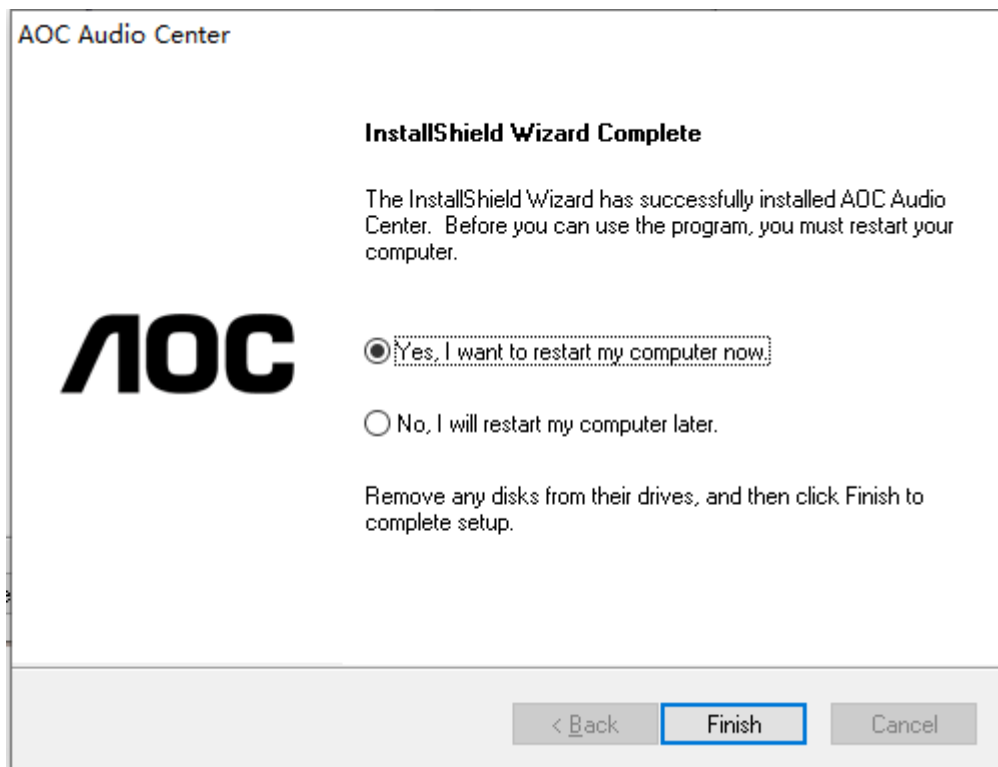 AOC Audio Center
InstallShield Wizard Complete
The InstallShield Wizard has successfully installed AOC Audio
Center.  Before you can use the program, you must restart your
computer.
AOC
Yes, I want to restart my computer now.
No, I will restart my computer later.
Remove any disks from their drives, and then click Finish to
complete setup.
< Back
Finish
Cancel